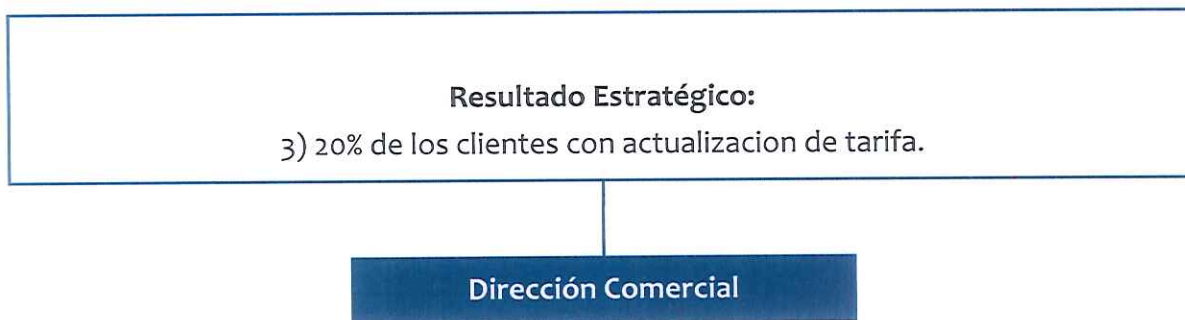 Resultado Estratégico:
3) 20% de los clientes con actualizacion de tarifa.
Dirección Comercial